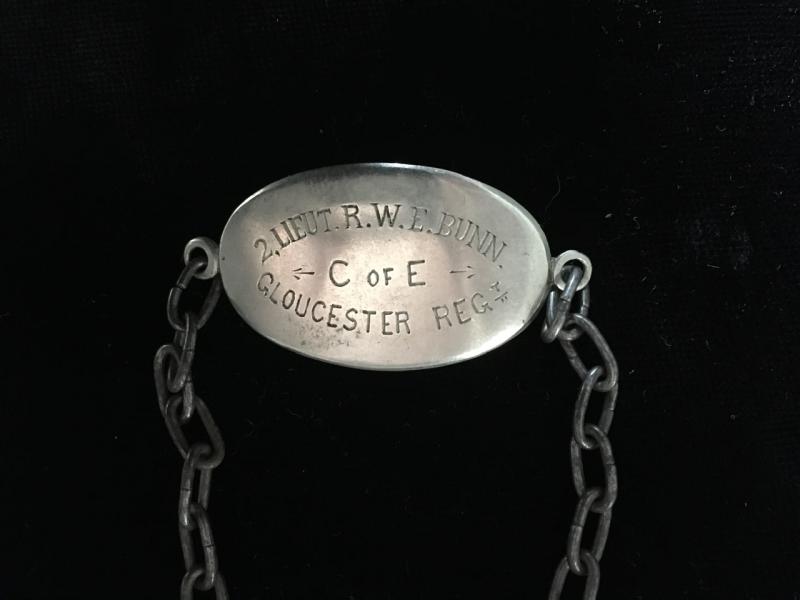 2,LIEUT.R.W.E.BUNN.
C OF E
GLOUCESTER REGT